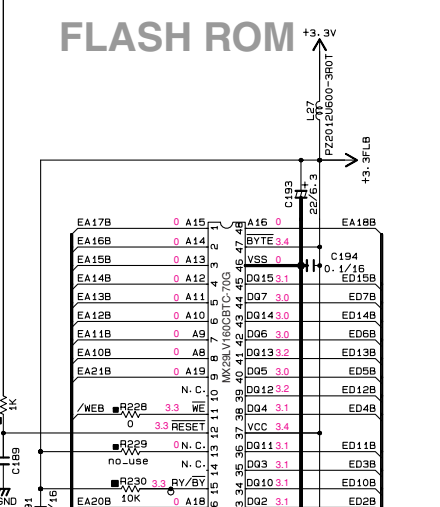 FLASH ROM
+3.3V
L27
PZ2012U600-3R0T
+3.3FLB
C193
22/6.3
+
EA17B 0 A15 1 48 A16 0 EA18B
EA16B 0 A14 2 47 BYTE 3.4
EA15B 0 A13 3 46 VSS 0
C194
0.1/16
EA14B 0 A12 4 45 DQ15 3.1 ED15B
EA13B 0 A11 5 44 DQ7 3.0 ED7B
EA12B 0 A10 6 43 DQ14 3.0 ED14B
EA11B A9 7 42 DQ6 3.0 ED6B
EA10B 0 A8 8 41 DQ13 3.2 ED13B
EA21B 0 A19 9 40 DQ5 3.0 ED5B
N.C. 10 39 DQ12 3.2 ED12B
/WEB R228 3.3 WE 11 38 DQ4 3.1 ED4B
0
3.3 RESET 12 37 VCC 3.4
R229 0 N.C. 13 36 DQ11 3.1 ED11B
no_use
N.C. 14 35 DQ3 3.1 ED3B
R230 3.3 RY/BY 15 34 DQ10 3.1 ED10B
10K
EA20B 0 A18 DQ2 3.1 ED2B
MX29LV160CBTC-70G
1K
C189
GND
91
/16